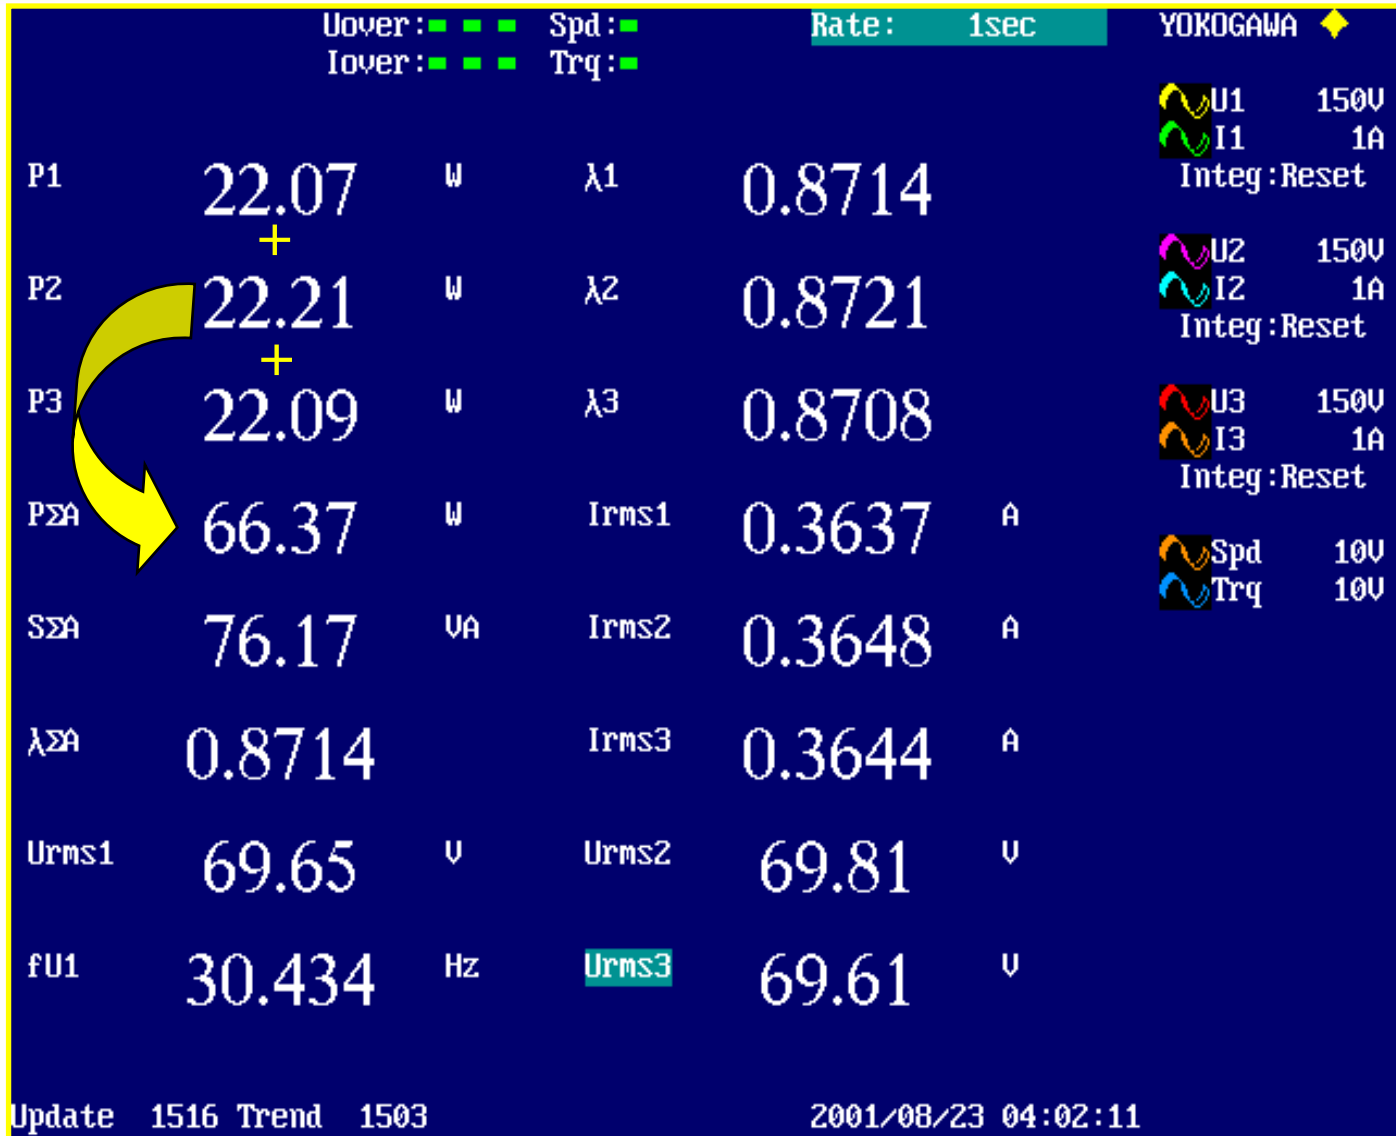 Uover: Spd: Rate: 1sec YOKOGAWA
Iover: Trq:
U1 150V
I1 1A
Integ:Reset
P1 22.07 W λ1 0.8714
+
U2 150V
I2 1A
Integ:Reset
P2 22.21 W λ2 0.8721
+
P3 22.09 W λ3 0.8708
U3 150V
I3 1A
Integ:Reset
PΣA 66.37 W Irms1 0.3637 A
Spd 10V
Trq 10V
SΣA 76.17 VA Irms2 0.3648 A
λΣA 0.8714 Irms3 0.3644 A
Urms1 69.65 V Urms2 69.81 V
fU1 30.434 Hz Urms3 69.61 V
Update 1516 Trend 1503 2001/08/23 04:02:11